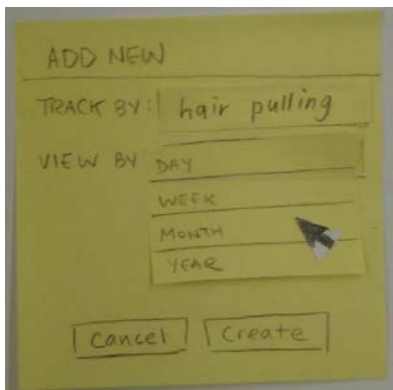 ADD NEW
TRACK BY: hair pulling
VIEW BY DAY
WEEK
MONTH
YEAR
Cancel Create